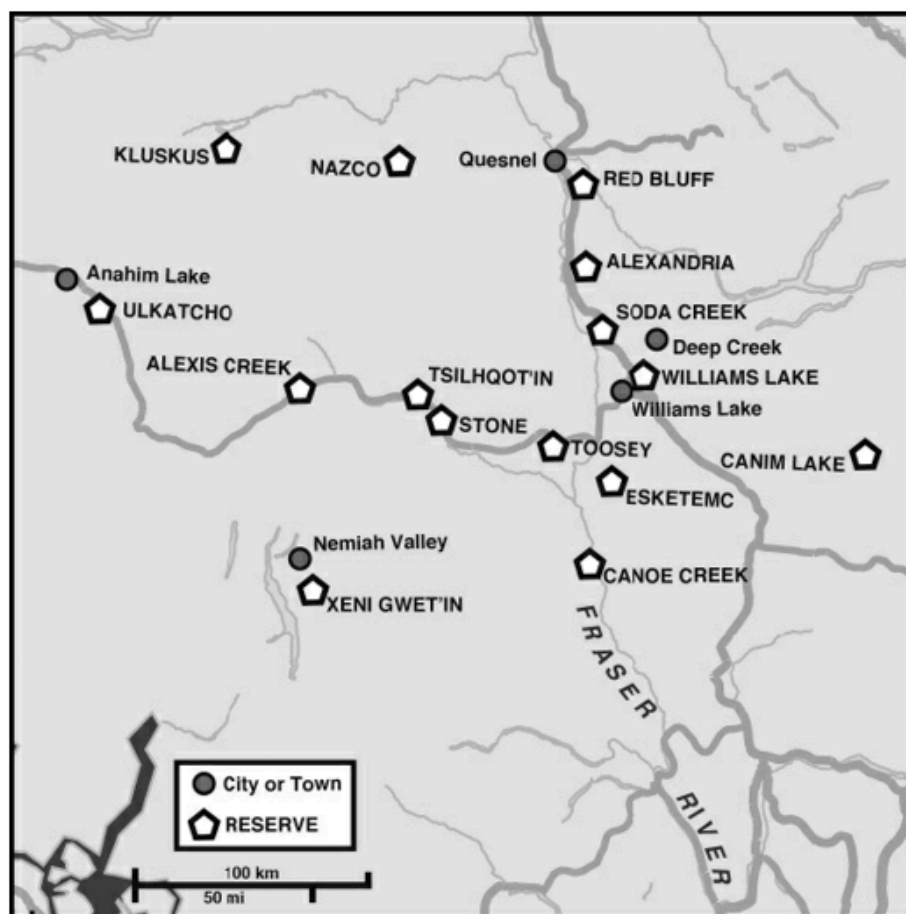 KLUSKUS
NAZCO
Quesnel
RED BLUFF
Anahim Lake
ULKATCHO
ALEXANDRIA
SODA CREEK
Deep Creek
ALEXIS CREEK
TSILHQOT'IN
WILLIAMS LAKE
Williams Lake
STONE
TOOSEY
CANIM LAKE
ESKETEMC
Nemiah Valley
XENI GWET'IN
CANOE CREEK
FRASER
RIVER
City or Town
RESERVE
100 km
50 mi